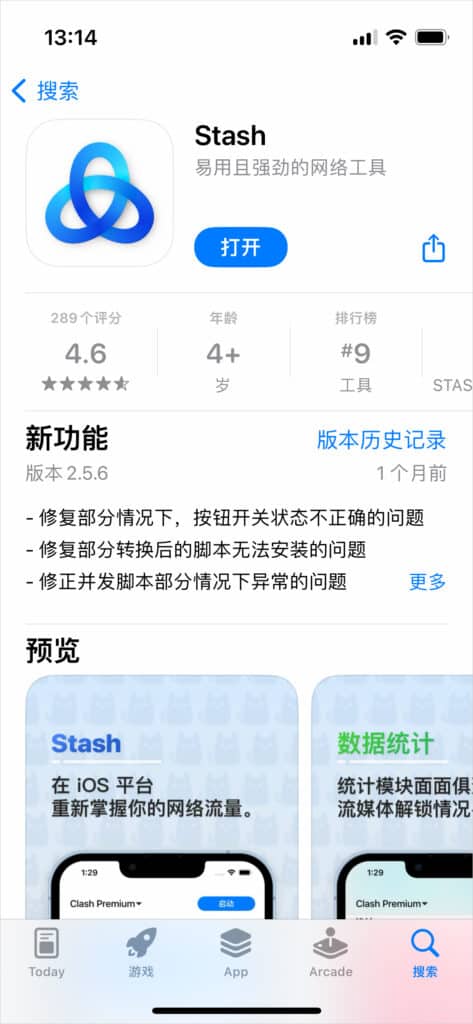 13:14
搜索
Stash
易用且强劲的网络工具
打开
289个评分
年龄
排行榜
4.6
4+
#9
岁
工具
STAS
新功能
版本历史记录
版本 2.5.6
1 个月前
- 修复部分情况下，按钮开关状态不正确的问题
- 修复部分转换后的脚本无法安装的问题
- 修正并发脚本部分情况下异常的问题
更多
预览
Stash
在 iOS 平台
重新掌握你的网络流量。
1:29
Clash Premium
启动
数据统计
统计模块面面俱
流媒体解锁情况
1:29
Clash Premium
Today
游戏
App
Arcade
搜索